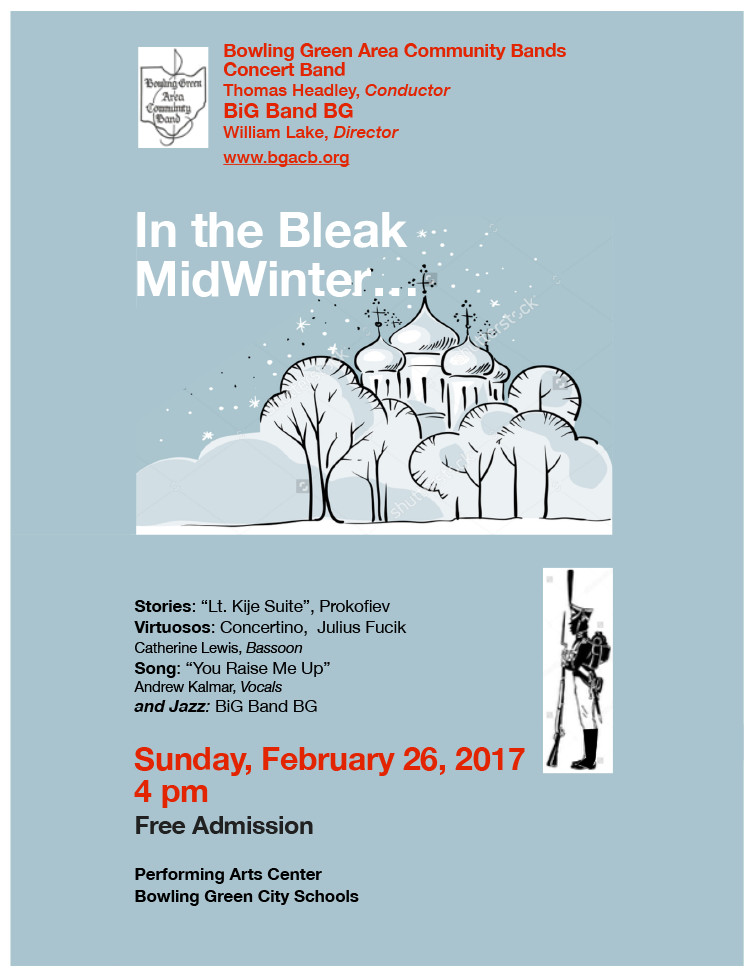 Bowling Green
Area
Community
Band
Bowling Green Area Community Bands
Concert Band
Thomas Headley, Conductor
BiG Band BG
William Lake, Director
www.bgacb.org
In the Bleak
MidWinter...
shutterstock
Stories: “Lt. Kije Suite”, Prokofiev
Virtuosos: Concertino,  Julius Fucik
Catherine Lewis, Bassoon
Song: “You Raise Me Up”
Andrew Kalmar, Vocals
and Jazz: BiG Band BG
Sunday, February 26, 2017
4 pm
Free Admission
Performing Arts Center
Bowling Green City Schools